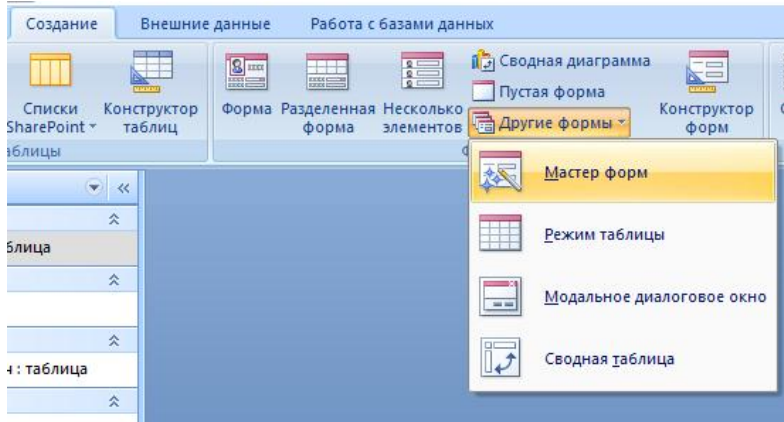 Создание Внешние данные Работа с базами данных
Списки SharePoint
Конструктор таблиц
Форма
Разделенная форма
Несколько элементов
Сводная диаграмма
Пустая форма
Другие формы
Конструктор форм
аблицы
Мастер форм
Режим таблицы
Модальное диалоговое окно
Сводная таблица
блица
: таблица